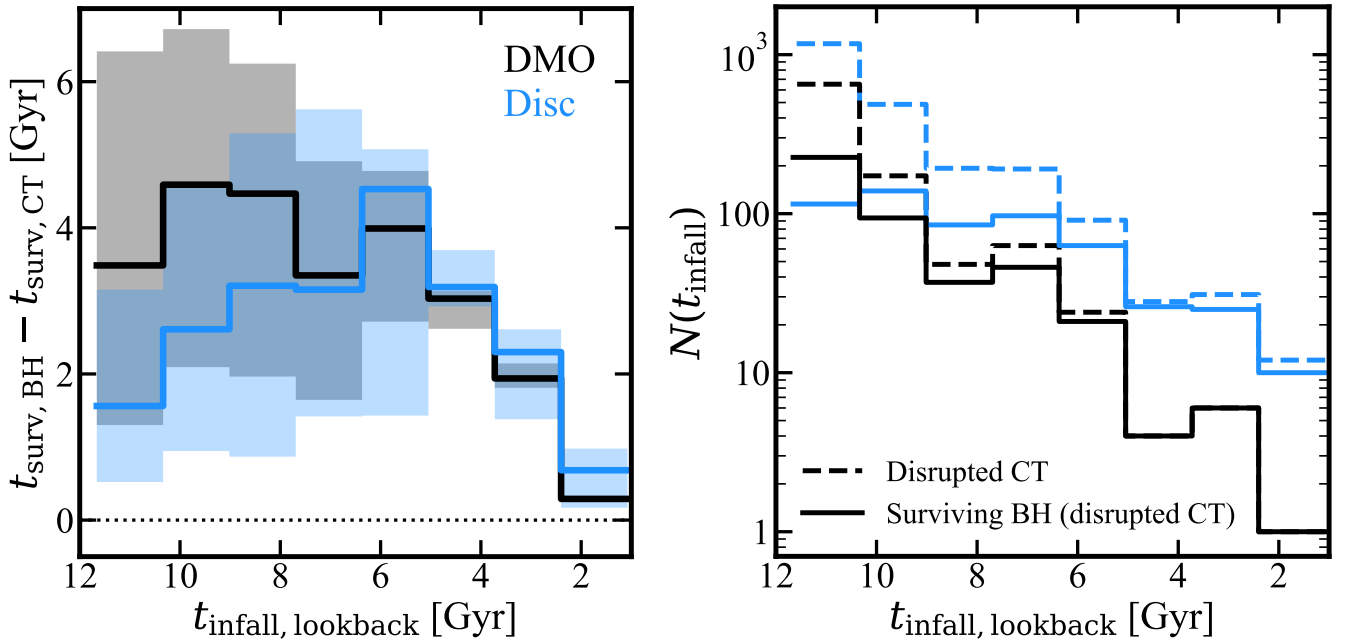 t_surv, BH − t_surv, CT [Gyr]
6
4
2
0
DMO
Disc
12 10 8 6 4 2
t_infall, lookback [Gyr]
N(t_infall)
10^3
100
10
1
Disrupted CT
Surviving BH (disrupted CT)
12 10 8 6 4 2
t_infall, lookback [Gyr]